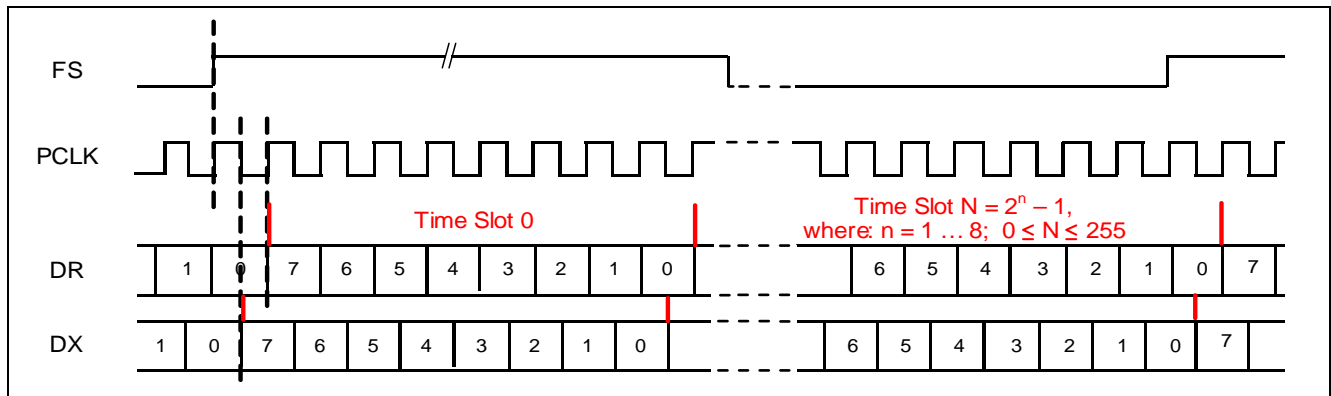 FS
PCLK
Time Slot 0
Time Slot N = 2ⁿ – 1,
where: n = 1 … 8; 0 ≤ N ≤ 255
DR 1 0 7 6 5 4 3 2 1 0 6 5 4 3 2 1 0 7
DX 1 0 7 6 5 4 3 2 1 0 6 5 4 3 2 1 0 7